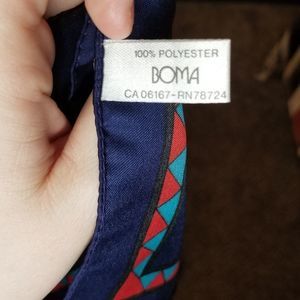 100% POLYESTER
BOMA
CA 06167-RN 78724